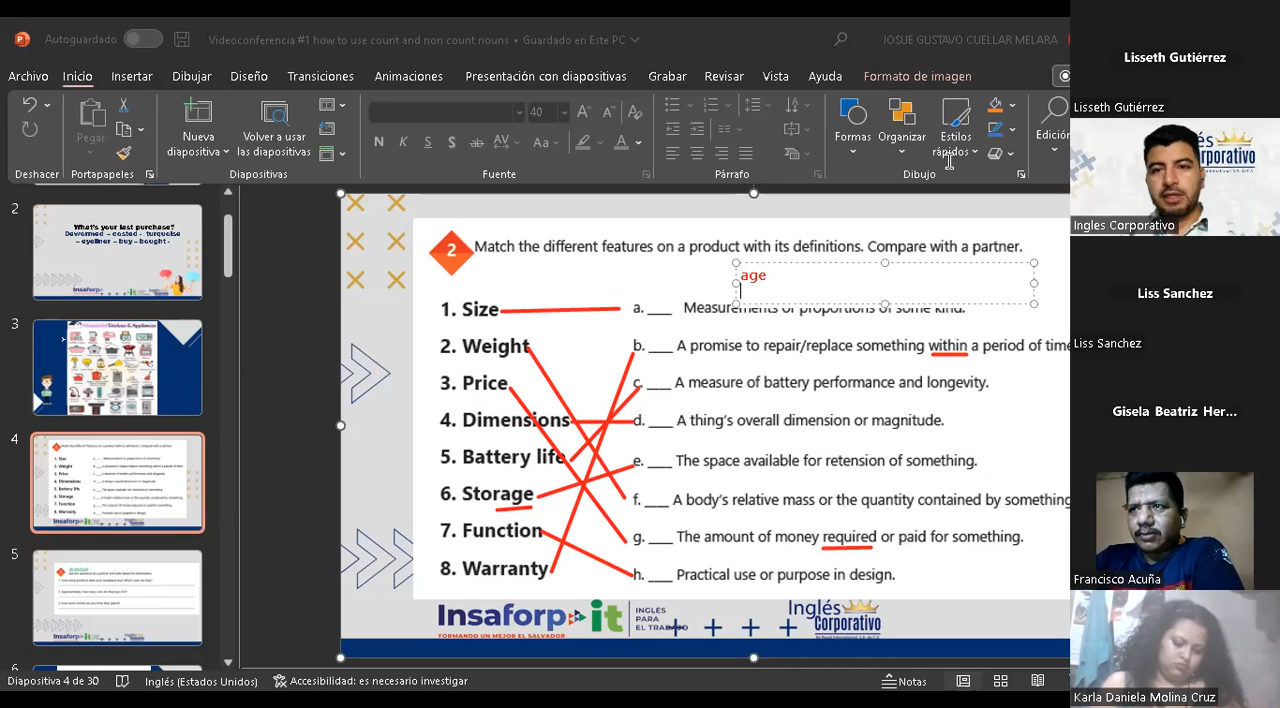 Autoguardado
Videoconferencia #1 how to use count and non count nouns • Guardado en Este PC
JOSUE GUSTAVO CUELLAR MELARA
Archivo Inicio Insertar Dibujar Diseño Transiciones Animaciones Presentación con diapositivas Grabar Revisar Vista Ayuda Formato de imagen
Pegar
Nueva diapositiva
Volver a usar las diapositivas
40
N K S S ab AV Aa A
Formas Organizar Estilos rápidos Edición
Deshacer Portapapeles Diapositivas Fuente Párrafo Dibujo
2
What's your last purchase?
Dewormed – costed - turquoise
– eyeliner – buy – bought -
3
4
5
6
2
Match the different features on a product with its definitions. Compare with a partner.
age
1. Size
a. ___ Measurements or proportions of some kind.
2. Weight
b. ___ A promise to repair/replace something within a period of time
3. Price
c. ___ A measure of battery performance and longevity.
4. Dimensions
d. ___ A thing's overall dimension or magnitude.
5. Battery life
e. ___ The space available for retension of something.
6. Storage
f. ___ A body's relative mass or the quantity contained by something
7. Function
g. ___ The amount of money required or paid for something.
8. Warranty
h. ___ Practical use or purpose in design.
Insaforp it
FORMANDO UN MEJOR EL SALVADOR
INGLÉS
PARA
EL TRABAJO
Inglés
Corporativo
Diapositiva 4 de 30 Inglés (Estados Unidos) Accesibilidad: es necesario investigar Notas
Lisseth Gutiérrez
Lisseth Gutiérrez
Ingles Corporativo
Liss Sanchez
Liss Sanchez
Gisela Beatriz Her...
Francisco Acuña
Karla Daniela Molina Cruz